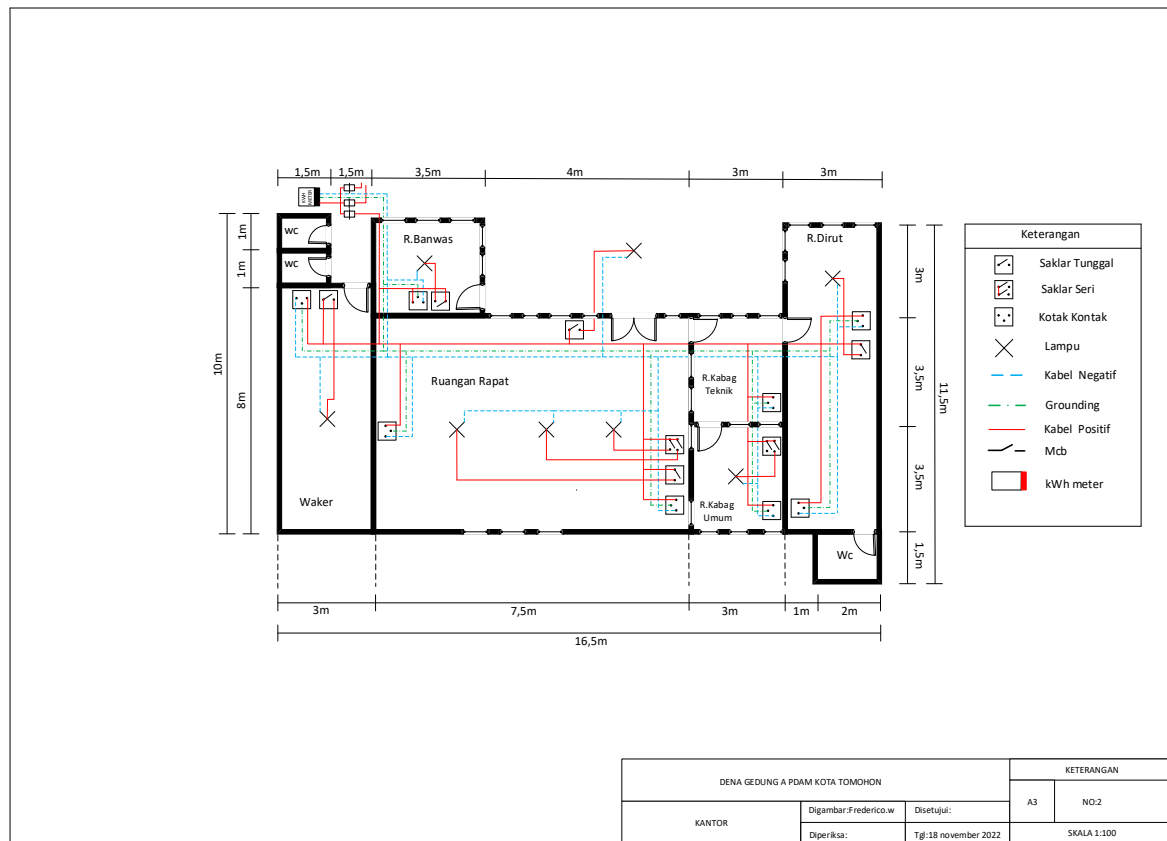 1,5m
1,5m
3,5m
4m
3m
3m
KWH
METER
1m
1m
10m
8m
WC
WC
R.Banwas
R.Dirut
Ruangan Rapat
R.Kabag
Teknik
Waker
R.Kabag
Umum
Wc
3m
3,5m
3,5m
1,5m
11,5m
3m
7,5m
3m
1m
2m
16,5m
Keterangan
Saklar Tunggal
Saklar Seri
Kotak Kontak
Lampu
Kabel Negatif
Grounding
Kabel Positif
Mcb
kWh meter
DENA GEDUNG A PDAM KOTA TOMOHON
KETERANGAN
KANTOR
Digambar:Frederico.w
Disetujui:
A3
NO:2
Diperiksa:
Tgl:18 november 2022
SKALA 1:100